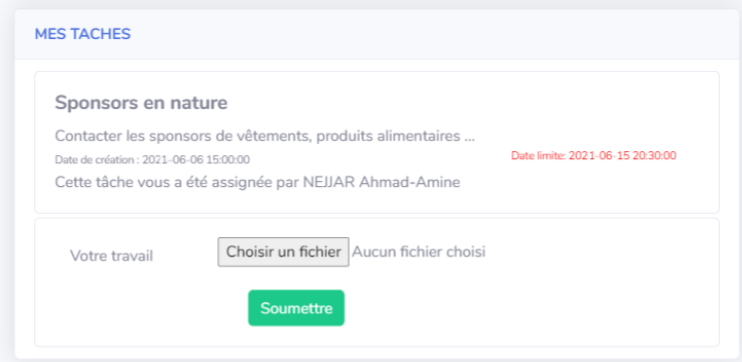 MES TACHES
Sponsors en nature
Contacter les sponsors de vêtements, produits alimentaires ...
Date de création : 2021-06-06 15:00:00
Date limite: 2021-06-15 20:30:00
Cette tâche vous a été assignée par NEJJAR Ahmad-Amine
Votre travail
Choisir un fichier Aucun fichier choisi
Soumettre